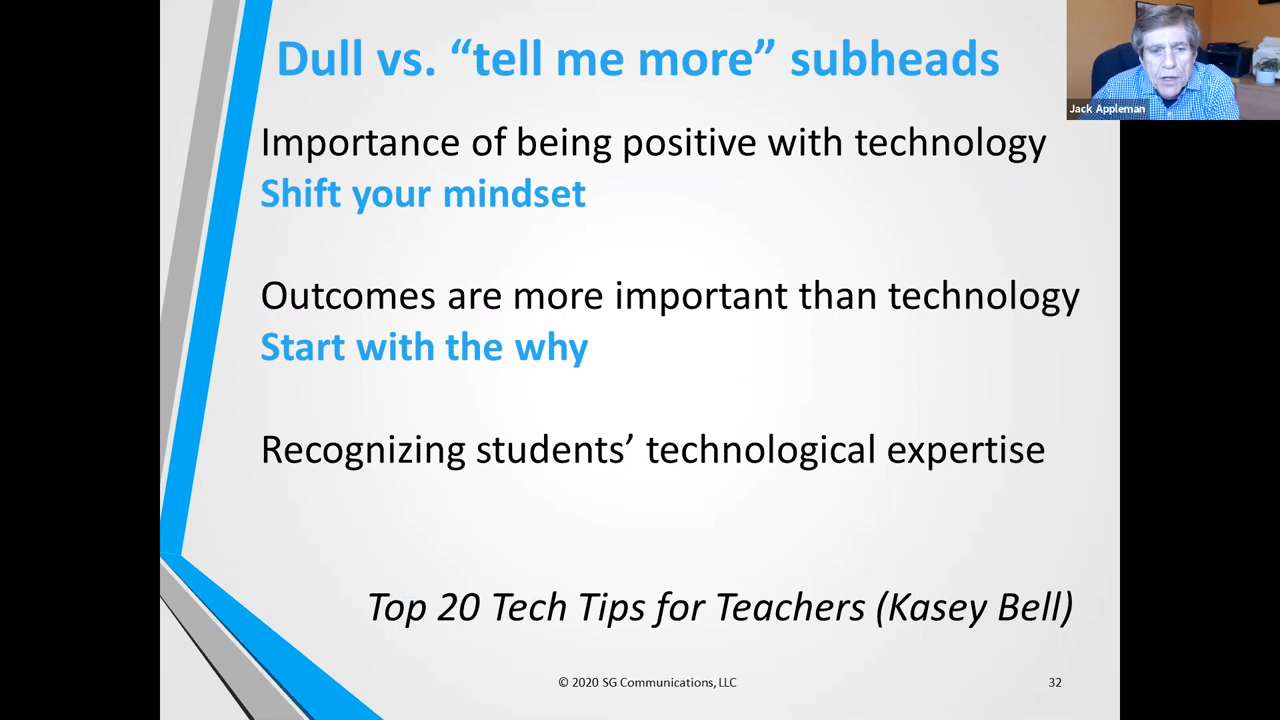 Dull vs. “tell me more” subheads
Jack Appleman
Importance of being positive with technology
Shift your mindset
Outcomes are more important than technology
Start with the why
Recognizing students’ technological expertise
Top 20 Tech Tips for Teachers (Kasey Bell)
© 2020 SG Communications, LLC
32